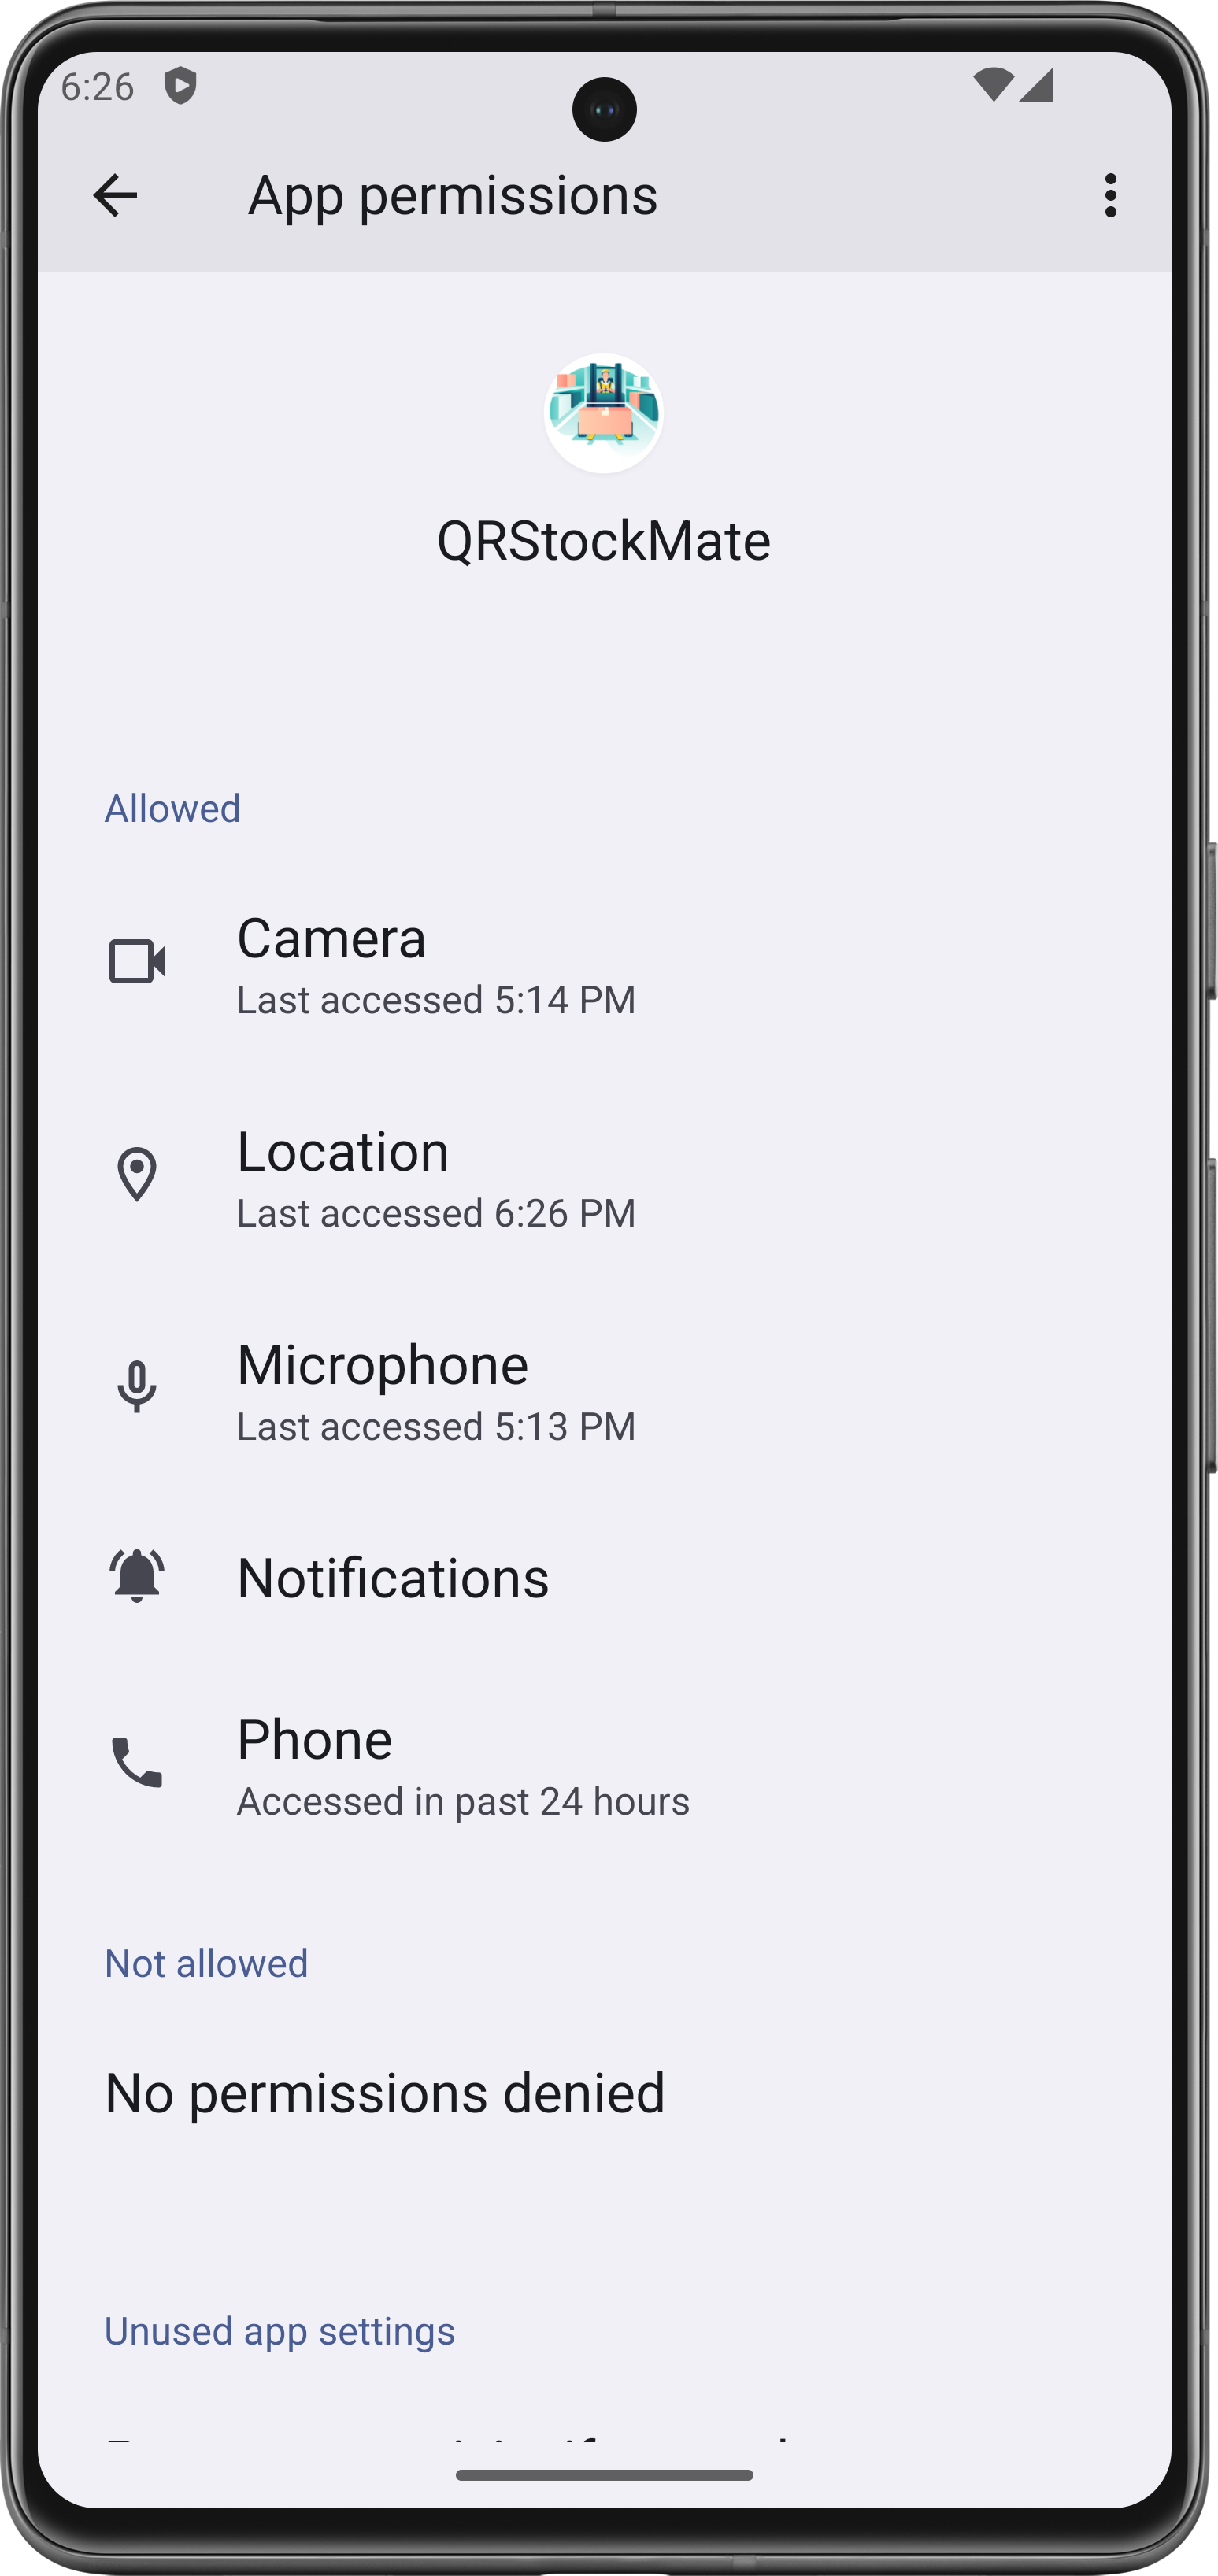 6:26
App permissions
QRStockMate
Allowed
Camera
Last accessed 5:14 PM
Location
Last accessed 6:26 PM
Microphone
Last accessed 5:13 PM
Notifications
Phone
Accessed in past 24 hours
Not allowed
No permissions denied
Unused app settings